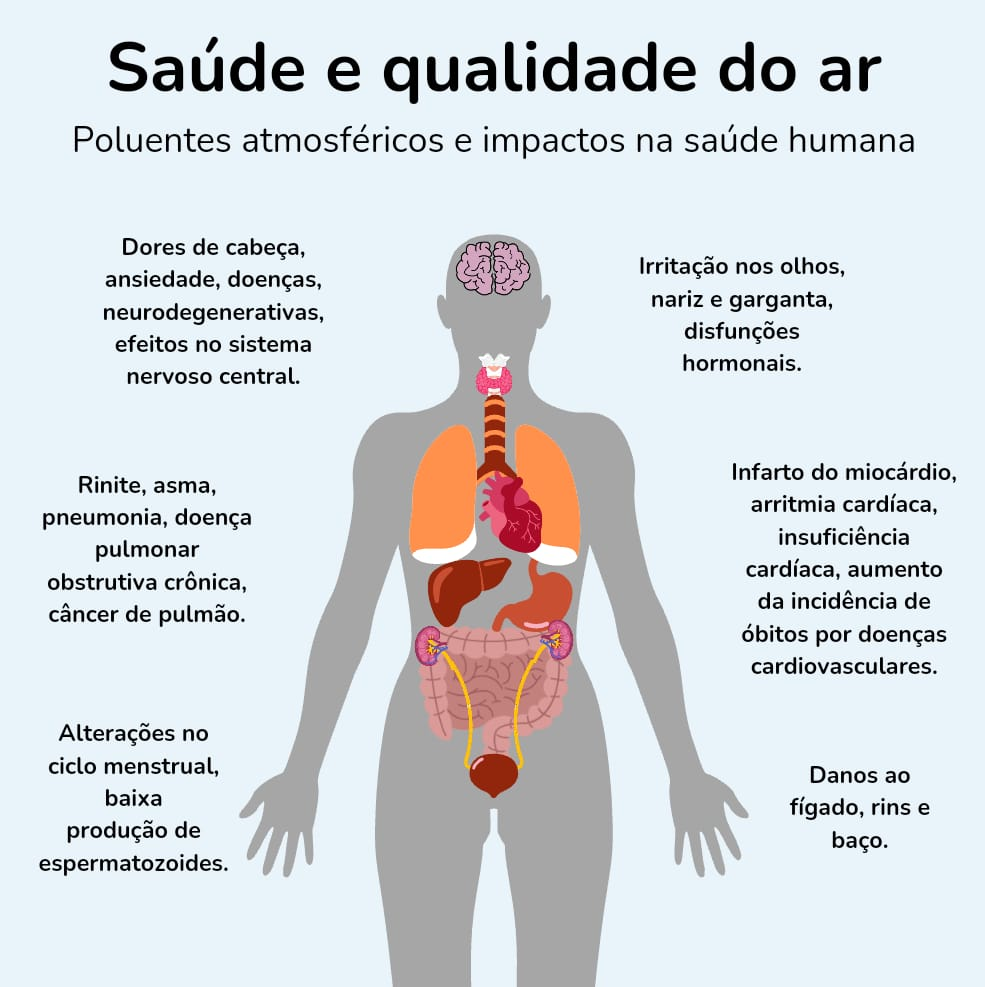 Saúde e qualidade do ar
Poluentes atmosféricos e impactos na saúde humana
Dores de cabeça,
ansiedade, doenças,
neurodegenerativas,
efeitos no sistema
nervoso central.
Irritação nos olhos,
nariz e garganta,
disfunções
hormonais.
Rinite, asma,
pneumonia, doença
pulmonar
obstrutiva crônica,
câncer de pulmão.
Infarto do miocárdio,
arritmia cardíaca,
insuficiência
cardíaca, aumento
da incidência de
óbitos por doenças
cardiovasculares.
Alterações no
ciclo menstrual,
baixa
produção de
espermatozoides.
Danos ao
fígado, rins e
baço.